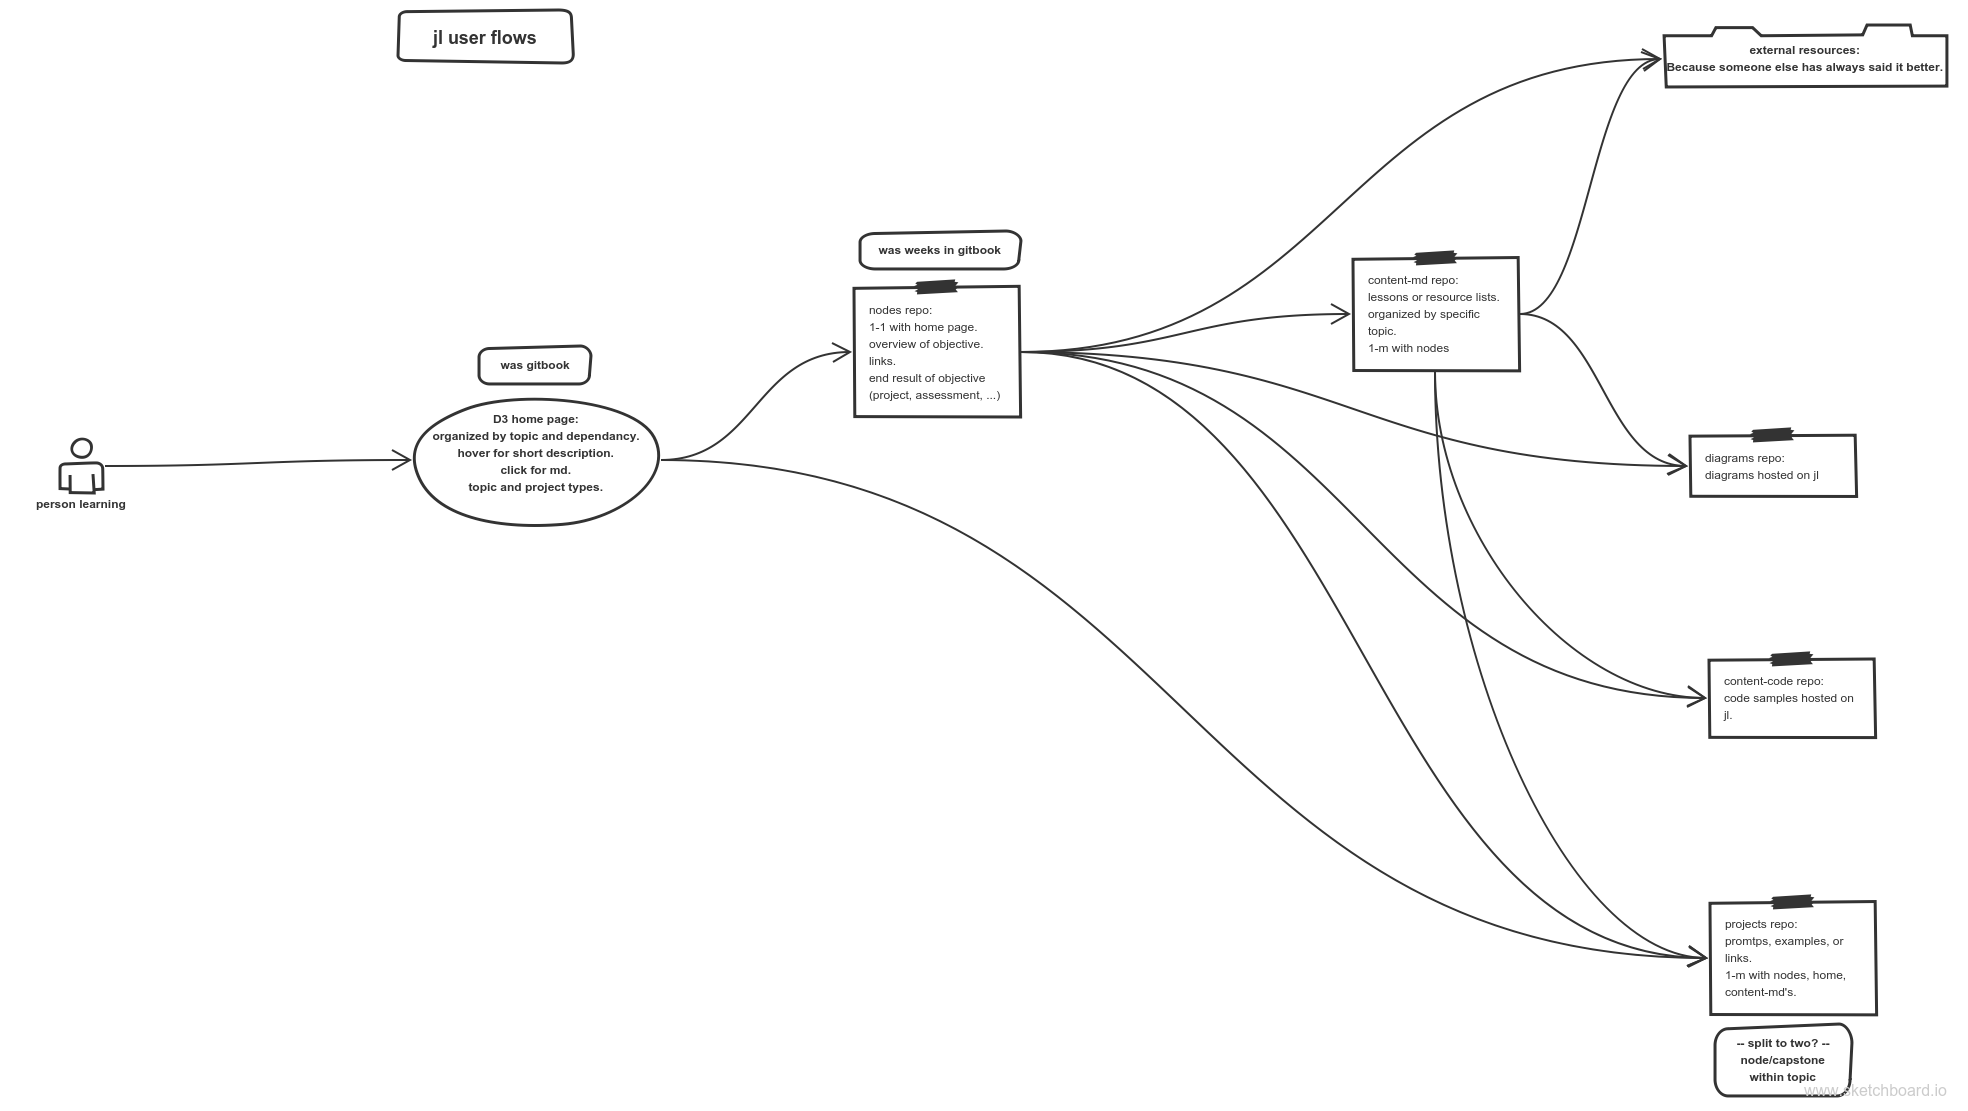 jl user flows
external resources:
Because someone else has always said it better.
was weeks in gitbook
nodes repo:
1-1 with home page.
overview of objective.
links.
end result of objective
(project, assessment, ...)
content-md repo:
lessons or resource lists.
organized by specific
topic.
1-m with nodes
was gitbook
D3 home page:
organized by topic and dependancy.
hover for short description.
click for md.
topic and project types.
person learning
diagrams repo:
diagrams hosted on jl
content-code repo:
code samples hosted on
jl.
projects repo:
promtps, examples, or
links.
1-m with nodes, home,
content-md's.
-- split to two? --
node/capstone
within topic
www.sketchboard.io